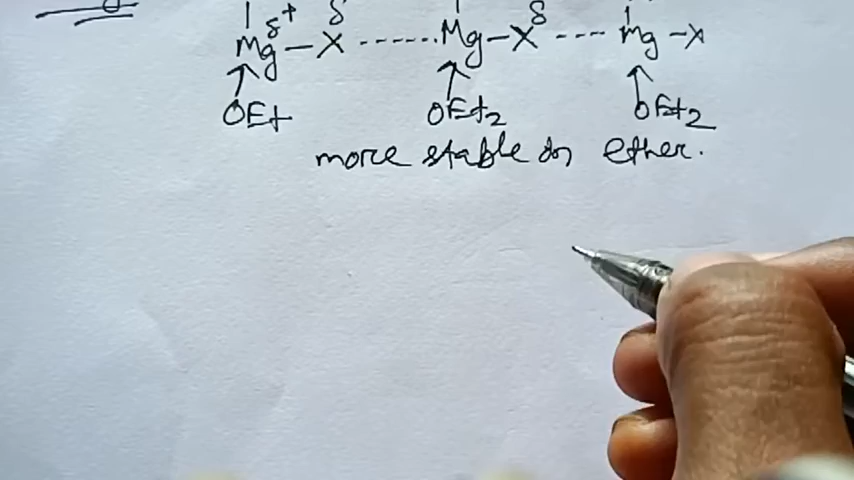 δ δ
Mg δ+ – X ------ Mg – X --- Mg – X
OEt OEt2 OEt2
more stable in ether.